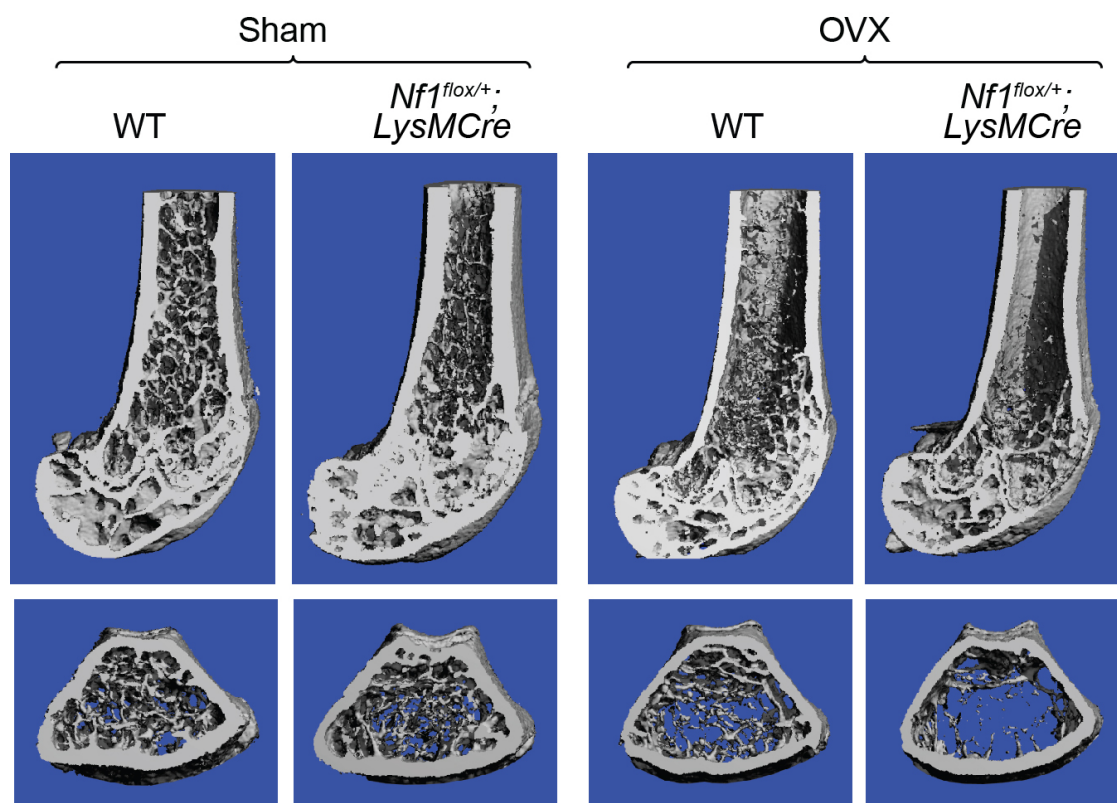 Sham
OVX
WT
Nf1flox/+;
LysMCre
WT
Nf1flox/+;
LysMCre